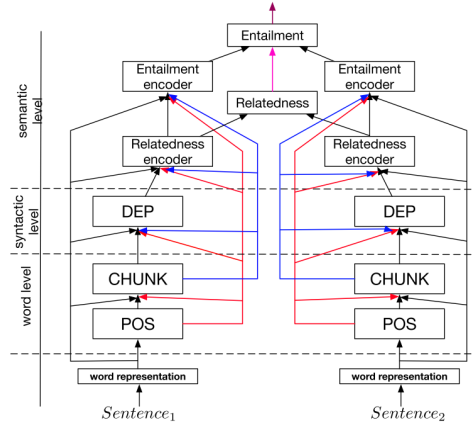 Entailment
Entailment
encoder
Entailment
encoder
Relatedness
Relatedness
encoder
Relatedness
encoder
semantic
level
DEP
DEP
syntactic
level
CHUNK
CHUNK
word level
POS
POS
word representation
word representation
Sentence₁
Sentence₂